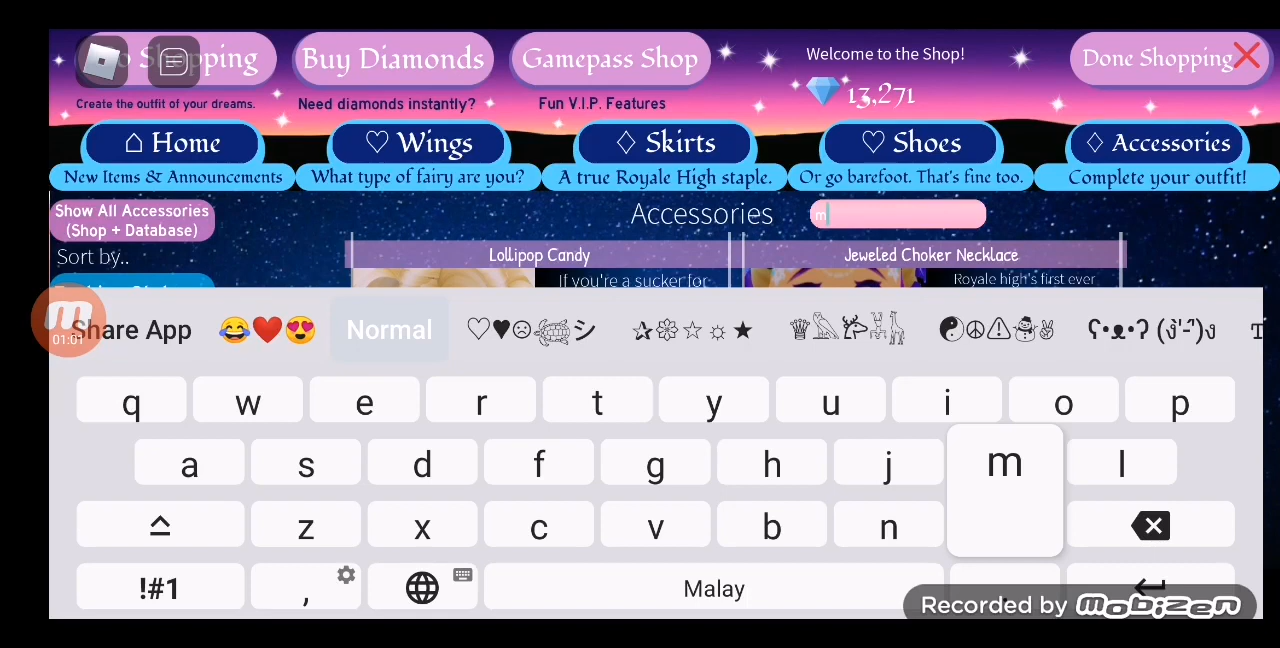 Go Shopping Buy Diamonds Gamepass Shop Welcome to the Shop! Done Shopping
13,271
Create the outfit of your dreams. Need diamonds instantly? Fun V.I.P. Features
⌂ Home ♡ Wings ♢ Skirts ♡ Shoes ♢ Accessories
New Items & Announcements What type of fairy are you? A true Royale High staple. Or go barefoot. That's fine too. Complete your outfit!
Show All Accessories
(Shop + Database)
Accessories m
Sort by..
Lollipop Candy Jeweled Choker Necklace
If you're a sucker for Royale high's first ever
01:01
Share App 😂❤️😍 Normal
q w e r t y u i o p
a s d f g h j m l
z x c v b n
!#1 , Malay
Recorded by mobizen